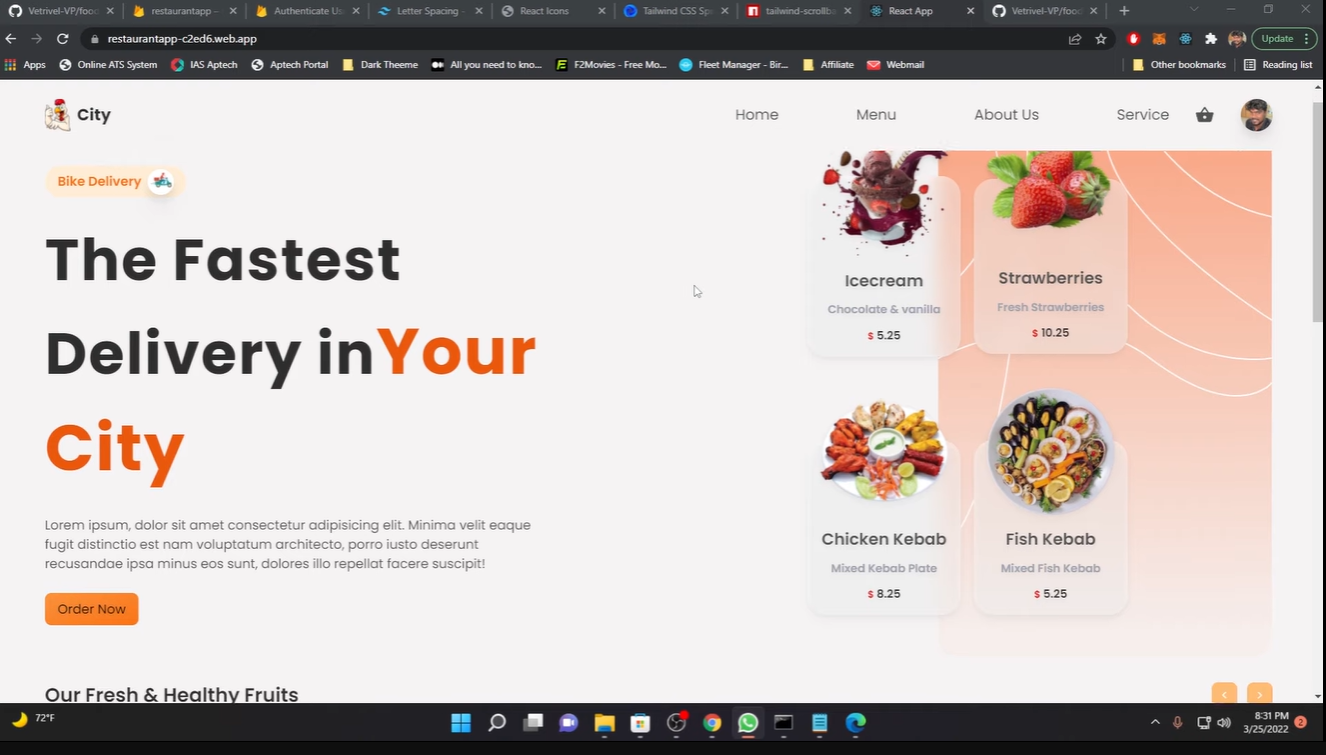 Vetrivel-VP/food
restaurantapp –
Authenticate Us
Letter Spacing -
React Icons
Tailwind CSS Sp
tailwind-scrollba
React App
Vetrivel-VP/food
restaurantapp-c2ed6.web.app
Update
Apps
Online ATS System
IAS Aptech
Aptech Portal
Dark Theeme
All you need to kno...
F2Movies - Free Mo...
Fleet Manager - Bir...
Affiliate
Webmail
Other bookmarks
Reading list
City
Home
Menu
About Us
Service
Bike Delivery
The Fastest
Delivery inYour
City
Lorem ipsum, dolor sit amet consectetur adipisicing elit. Minima velit eaque
fugit distinctio est nam voluptatum architecto, porro iusto deserunt
recusandae ipsa minus eos sunt, dolores illo repellat facere suscipit!
Order Now
Icecream
Chocolate & vanilla
$ 5.25
Strawberries
Fresh Strawberries
$ 10.25
Chicken Kebab
Mixed Kebab Plate
$ 8.25
Fish Kebab
Mixed Fish Kebab
$ 5.25
Our Fresh & Healthy Fruits
72°F
8:31 PM
3/25/2022
2